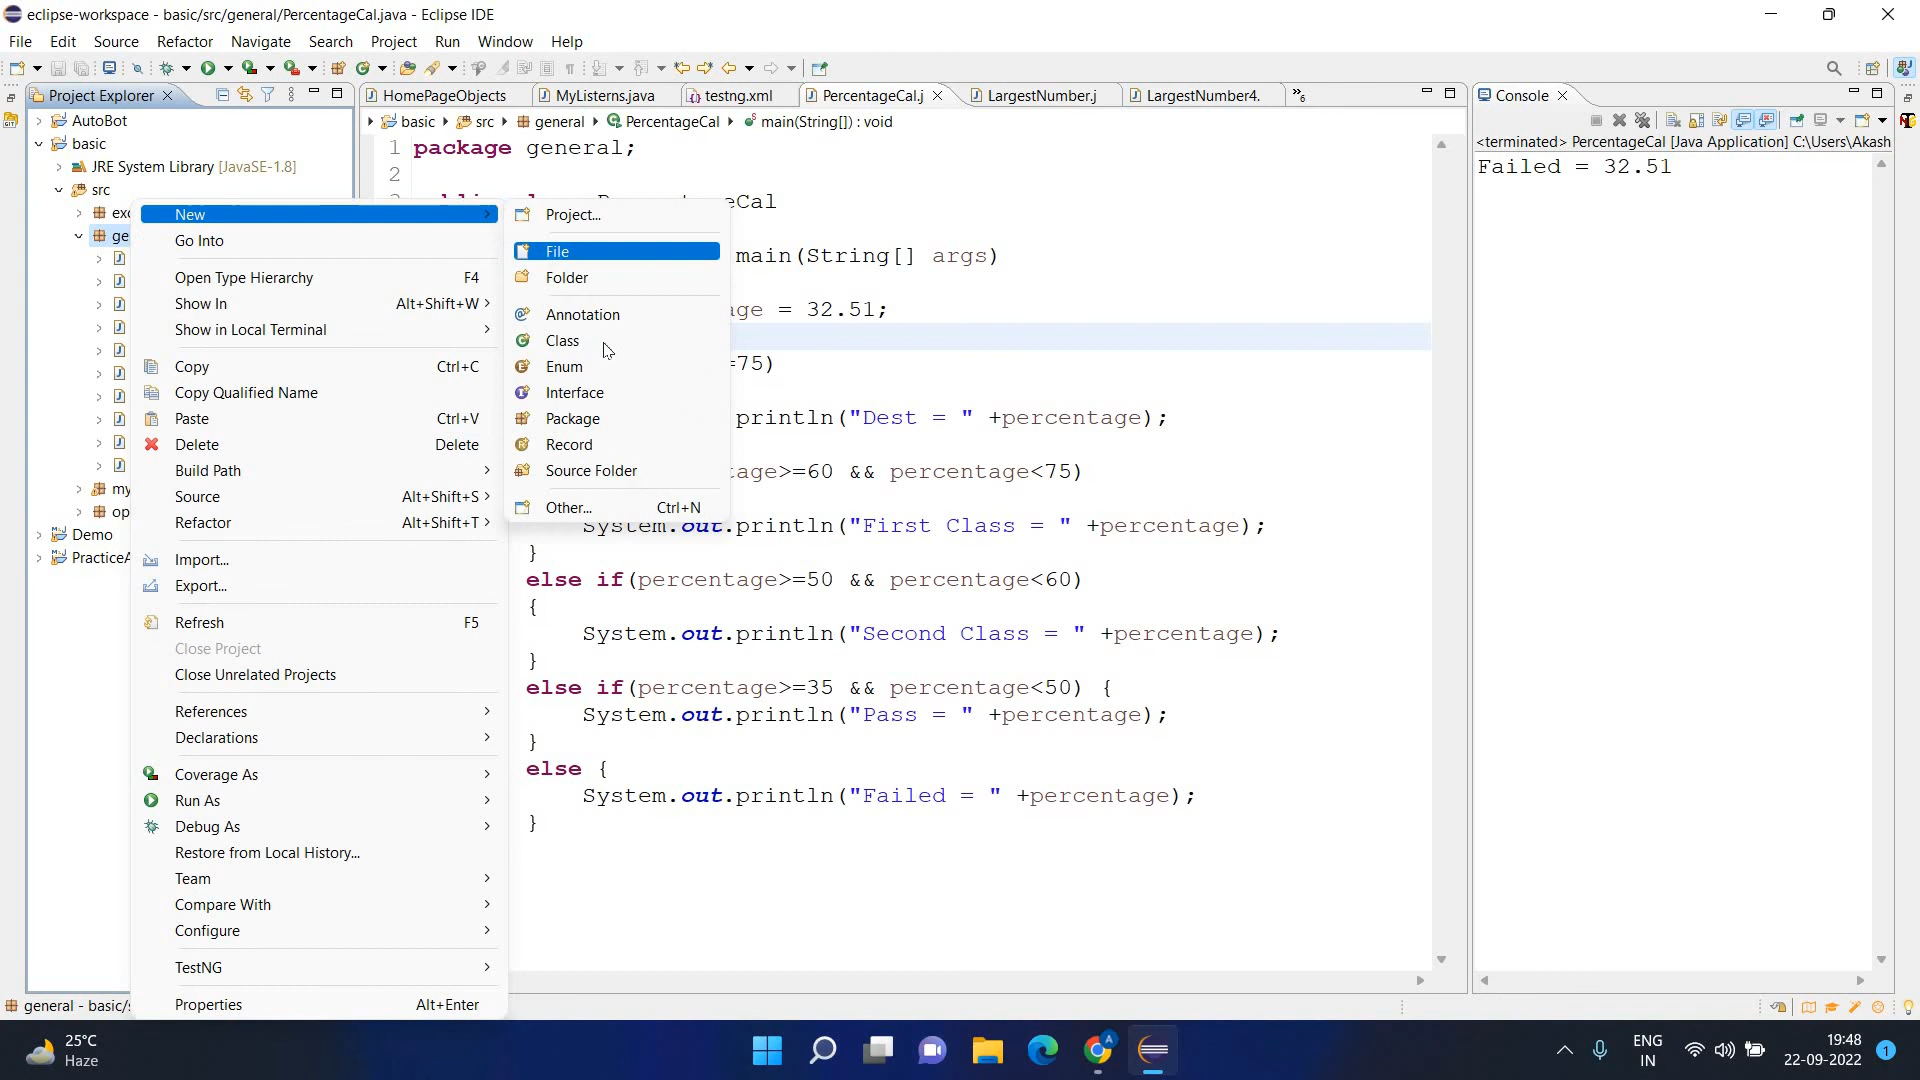 eclipse-workspace - basic/src/general/PercentageCal.java - Eclipse IDE
File Edit Source Refactor Navigate Search Project Run Window Help
Project Explorer
HomePageObjects MyListerns.java testng.xml PercentageCal.j LargestNumber.j LargestNumber4. »6
Console
basic src general PercentageCal main(String[]) : void
<terminated> PercentageCal [Java Application] C:\Users\Akash
Failed = 32.51
AutoBot
basic
JRE System Library [JavaSE-1.8]
src
exc
ge
my
op
Demo
PracticeA
New
Go Into
Open Type Hierarchy F4
Show In Alt+Shift+W
Show in Local Terminal
Copy Ctrl+C
Copy Qualified Name
Paste Ctrl+V
Delete Delete
Build Path
Source Alt+Shift+S
Refactor Alt+Shift+T
Import...
Export...
Refresh F5
Close Project
Close Unrelated Projects
References
Declarations
Coverage As
Run As
Debug As
Restore from Local History...
Team
Compare With
Configure
TestNG
Properties Alt+Enter
Project...
File
Folder
Annotation
Class
Enum
Interface
Package
Record
Source Folder
Other... Ctrl+N
1 package general;
2
eCal
main(String[] args)
age = 32.51;
=75)
println("Dest = " +percentage);
tage>=60 && percentage<75)
System.out.println("First Class = " +percentage);
}
else if(percentage>=50 && percentage<60)
{
System.out.println("Second Class = " +percentage);
}
else if(percentage>=35 && percentage<50) {
System.out.println("Pass = " +percentage);
}
else {
System.out.println("Failed = " +percentage);
}
general - basic/s
25°C
Haze
ENG
IN
19:48
22-09-2022
1